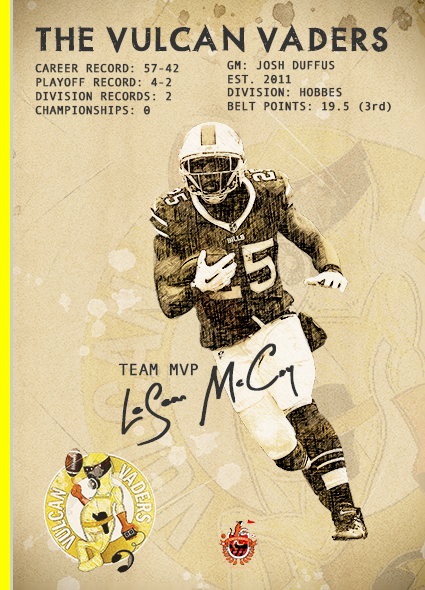 THE VULCAN VADERS
CAREER RECORD: 57-42
PLAYOFF RECORD: 4-2
DIVISION RECORDS: 2
CHAMPIONSHIPS: 0
GM: JOSH DUFFUS
EST. 2011
DIVISION: HOBBES
BELT POINTS: 19.5 (3rd)
25
BILLS
25
TEAM MVP
LeSean McCoy
VULCAN VADERS